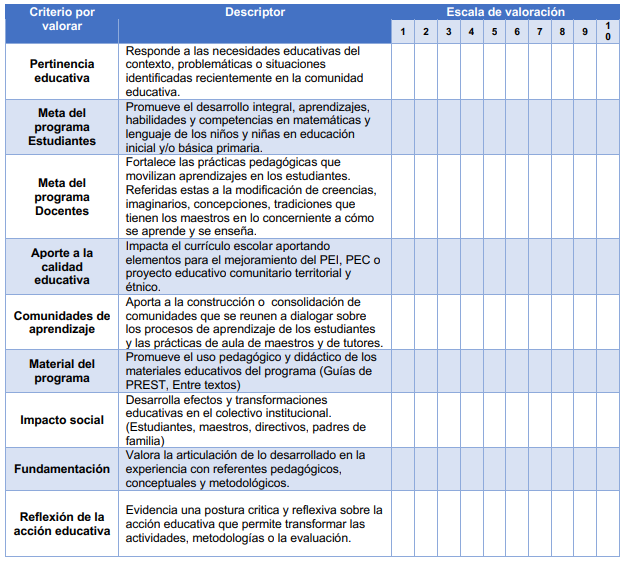 Criterio por valorar
Descriptor
Escala de valoración
1 2 3 4 5 6 7 8 9 10
Pertinencia educativa
Responde a las necesidades educativas del
contexto, problemáticas o situaciones
identificadas recientemente en la comunidad
educativa.
Meta del
programa
Estudiantes
Promueve el desarrollo integral, aprendizajes,
habilidades y competencias en matemáticas y
lenguaje de los niños y niñas en educación
inicial y/o básica primaria.
Meta del
programa
Docentes
Fortalece las prácticas pedagógicas que
movilizan aprendizajes en los estudiantes.
Referidas estas a la modificación de creencias,
imaginarios, concepciones, tradiciones que
tienen los maestros en lo concerniente a cómo
se aprende y se enseña.
Aporte a la
calidad
educativa
Impacta el currículo escolar aportando
elementos para el mejoramiento del PEI, PEC o
proyecto educativo comunitario territorial y
étnico.
Comunidades de
aprendizaje
Aporta a la construcción o consolidación de
comunidades que se reunen a dialogar sobre
los procesos de aprendizaje de los estudiantes
y las prácticas de aula de maestros y de tutores.
Material del
programa
Promueve el uso pedagógico y didáctico de los
materiales educativos del programa (Guías de
PREST, Entre textos)
Impacto social
Desarrolla efectos y transformaciones
educativas en el colectivo institucional.
(Estudiantes, maestros, directivos, padres de
familia)
Fundamentación
Valora la articulación de lo desarrollado en la
experiencia con referentes pedagógicos,
conceptuales y metodológicos.
Reflexión de la
acción educativa
Evidencia una postura critica y reflexiva sobre la
acción educativa que permite transformar las
actividades, metodologías o la evaluación.